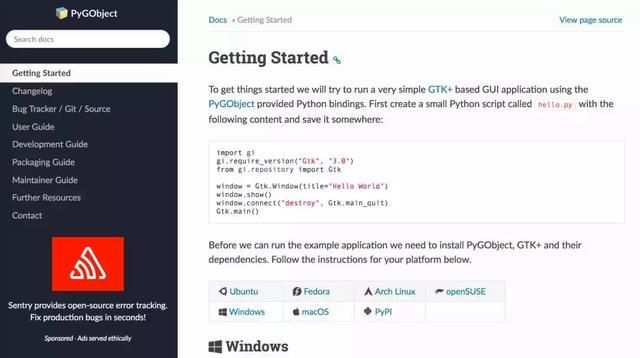 PyGObject
Search docs
Getting Started
Changelog
Bug Tracker / Git / Source
User Guide
Development Guide
Packaging Guide
Maintainer Guide
Further Resources
Contact
Sentry provides open-source error tracking.
Fix production bugs in seconds!
Sponsored · Ads served ethically
Docs » Getting Started
View page source
Getting Started
To get things started we will try to run a very simple GTK+ based GUI application using the
PyGObject provided Python bindings. First create a small Python script called hello.py with the
following content and save it somewhere:
import gi
gi.require_version("Gtk", "3.0")
from gi.repository import Gtk
window = Gtk.Window(title="Hello World")
window.show()
window.connect("destroy", Gtk.main_quit)
Gtk.main()
Before we can run the example application we need to install PyGObject, GTK+ and their
dependencies. Follow the instructions for your platform below.
Ubuntu Fedora Arch Linux openSUSE
Windows macOS PyPI
Windows